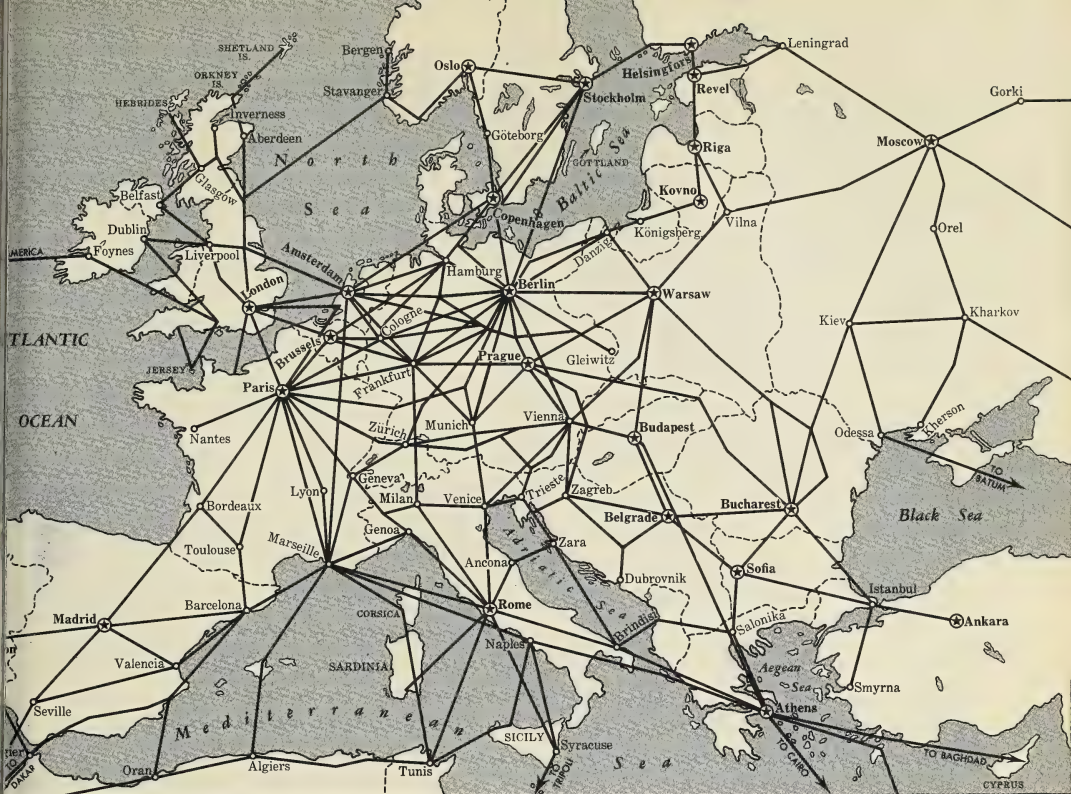 SHETLAND
IS.
Bergen
Oslo
Helsingfors
Leningrad
ORKNEY
IS.
Stavanger
Stockholm
Revel
Gorki
HEBRIDES
Inverness
Aberdeen
Göteborg
Moscow
North
Sea
GOTTLAND
Baltic Sea
Riga
Glasgow
Belfast
Kovno
Copenhagen
Vilna
Dublin
Königsberg
Orel
Foynes
Liverpool
Amsterdam
Danzig
MERICA
Hamburg
London
Berlin
Warsaw
TLANTIC
OCEAN
Cologne
Kiev
Kharkov
Brussels
Prague
Gleiwitz
JERSEY
Paris
Frankfurt
Nantes
Zürich
Munich
Vienna
Budapest
Odessa
Kherson
Geneva
TO
BATUM
Lyon
Milan
Venice
Trieste
Zagreb
Bordeaux
Belgrade
Bucharest
Black Sea
Genoa
Toulouse
Marseille
Zara
Adriatic Sea
Ancona
Sofia
Dubrovnik
Istanbul
Barcelona
CORSICA
Rome
Madrid
Ankara
Brindisi
Salonika
Naples
Valencia
SARDINIA
Aegean
Sea
Smyrna
Seville
Athens
Mediterranean
Sea
SICILY
Syracuse
TO BAGHDAD
TO
DAKAR
Oran
Algiers
Tunis
TO
TRIPOLI
TO CAIRO
CYPRUS